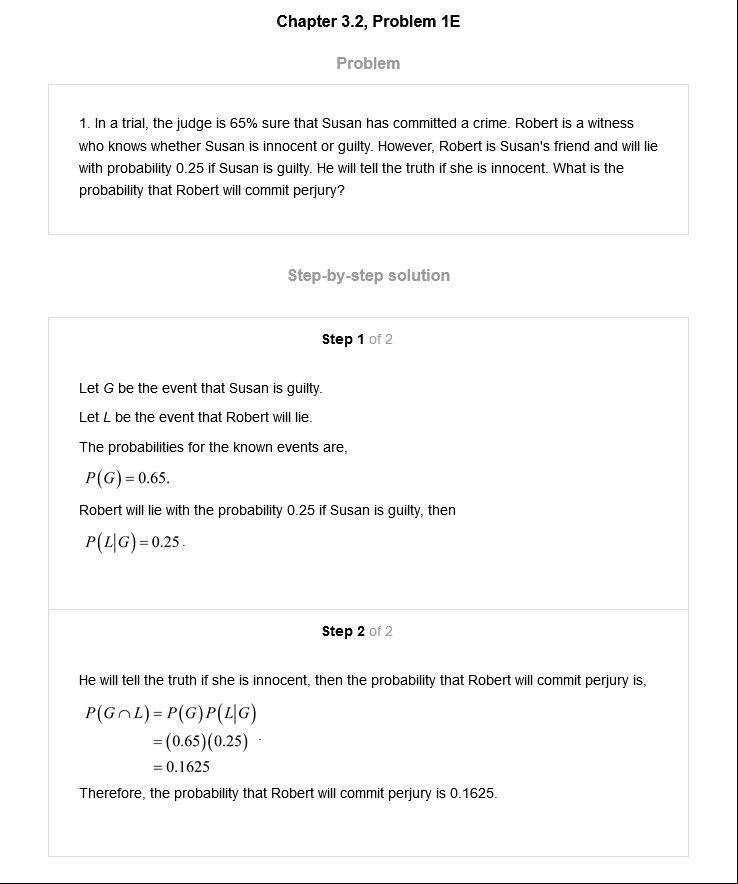 Chapter 3.2, Problem 1E
Problem
1. In a trial, the judge is 65% sure that Susan has committed a crime. Robert is a witness
who knows whether Susan is innocent or guilty. However, Robert is Susan's friend and will lie
with probability 0.25 if Susan is guilty. He will tell the truth if she is innocent. What is the
probability that Robert will commit perjury?
Step-by-step solution
Step 1 of 2
Let G be the event that Susan is guilty.
Let L be the event that Robert will lie.
The probabilities for the known events are,
P(G) = 0.65.
Robert will lie with the probability 0.25 if Susan is guilty, then
P(L|G) = 0.25.
Step 2 of 2
He will tell the truth if she is innocent, then the probability that Robert will commit perjury is,
P(G∩L) = P(G)P(L|G)
= (0.65)(0.25) .
= 0.1625
Therefore, the probability that Robert will commit perjury is 0.1625.